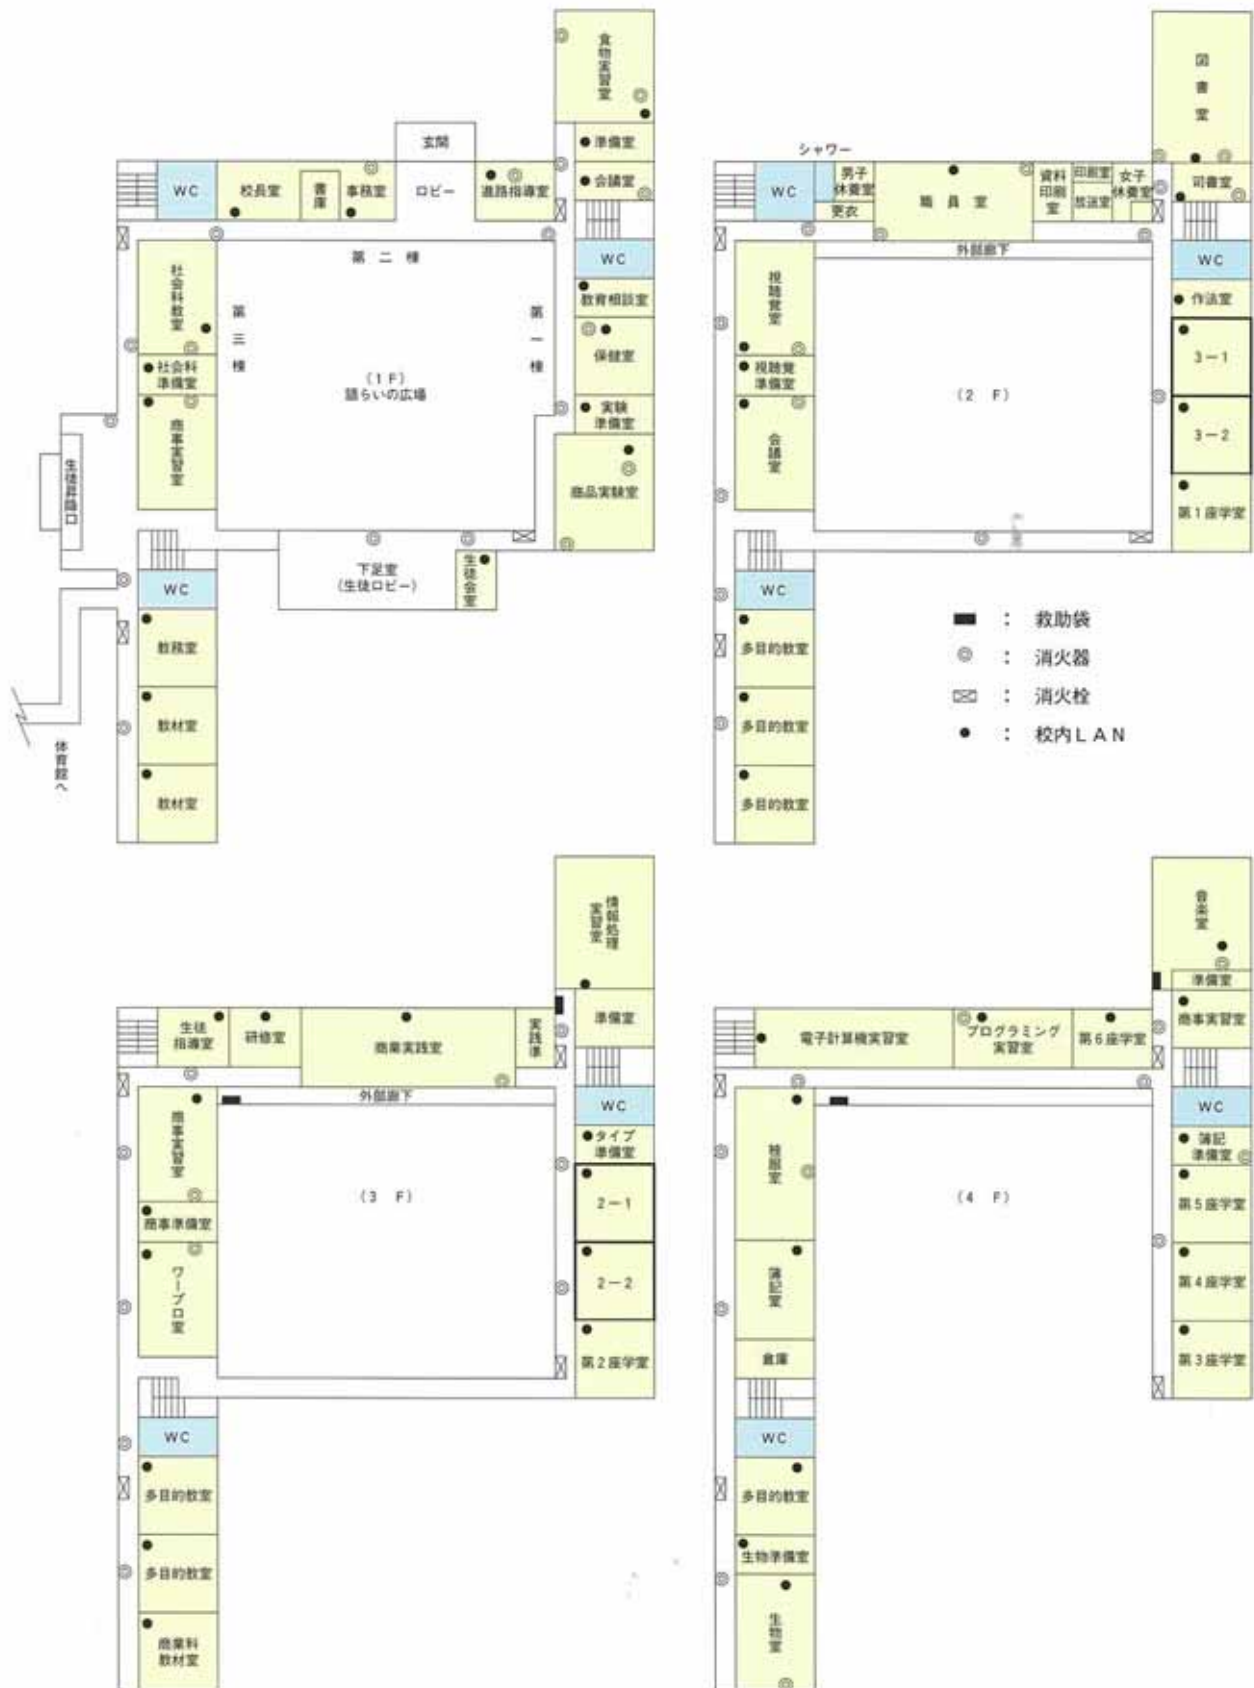 食物実習室
玄関
準備室
WC
校長室
書庫
事務室
ロビー
進路指導室
会議室
第二棟
WC
社会科教室
第三棟
第一棟
教育相談室
保健室
(1F)
語らいの広場
社会科
準備室
実験
準備室
商事実習室
生徒昇降口
商品実験室
下足室
(生徒ロビー)
生徒会室
WC
教務室
教材室
教材室
体育館へ
図書室
シャワー
WC
男子
休養室
更衣
職員室
資料
印刷
室
印刷室
放送室
女子
休養室
司書室
外部廊下
WC
視聴覚室
作法室
3-1
視聴覚
準備室
(2 F)
3-2
会議室
第1座学室
WC
多目的教室
多目的教室
多目的教室
: 救助袋
: 消火器
: 消火栓
: 校内LAN
情報処理
実習室
準備室
生徒
指導室
研修室
商業実践室
実践準
外部廊下
WC
商事実習室
タイプ
準備室
(3 F)
2-1
商事準備室
2-2
ワープロ室
第2座学室
WC
多目的教室
多目的教室
商業科
教材室
音楽室
準備室
電子計算機実習室
プログラミング
実習室
第6座学室
商事実習室
WC
簿記
準備室
(4 F)
第5座学室
簿記室
第4座学室
倉庫
第3座学室
WC
多目的教室
生物準備室
生物室